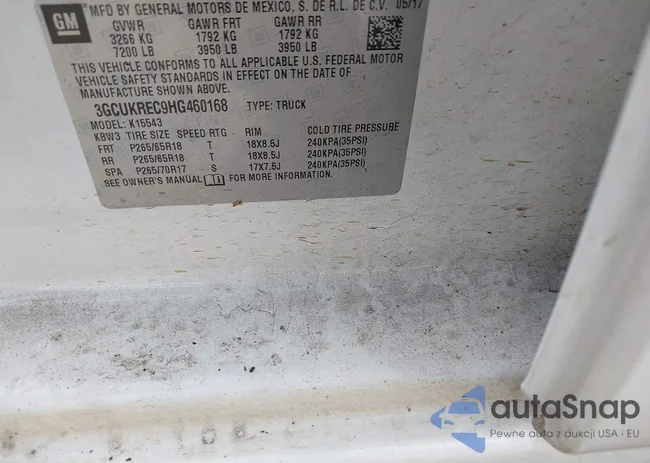 GM
MFD BY GENERAL MOTORS DE MEXICO, S. DE R.L. DE C.V. 05/17
GVWR GAWR FRT GAWR RR
3266 KG 1792 KG 1792 KG
7200 LB 3950 LB 3950 LB
THIS VEHICLE CONFORMS TO ALL APPLICABLE U.S. FEDERAL MOTOR
VEHICLE SAFETY STANDARDS IN EFFECT ON THE DATE OF
MANUFACTURE SHOWN ABOVE.
3GCUKREC9HG460168 TYPE: TRUCK
MODEL: K15543
KBW3 TIRE SIZE SPEED RTG RIM COLD TIRE PRESSURE
FRT P265/65R18 T 18X8.5J 240KPA(35PSI)
RR P265/65R18 T 18X8.5J 240KPA(35PSI)
SPA P265/70R17 S 17X7.5J 240KPA(35PSI)
SEE OWNER'S MANUAL FOR MORE INFORMATION.
autoSnap
Pewne auta z aukcji USA i EU